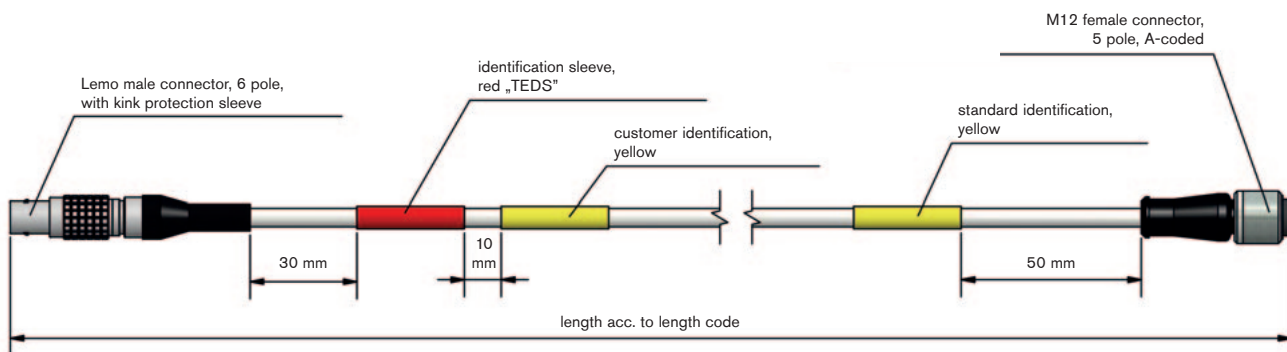 M12 female connector,
5 pole, A-coded
Lemo male connector, 6 pole,
with kink protection sleeve
identification sleeve,
red „TEDS”
customer identification,
yellow
standard identification,
yellow
30 mm
10
mm
50 mm
length acc. to length code